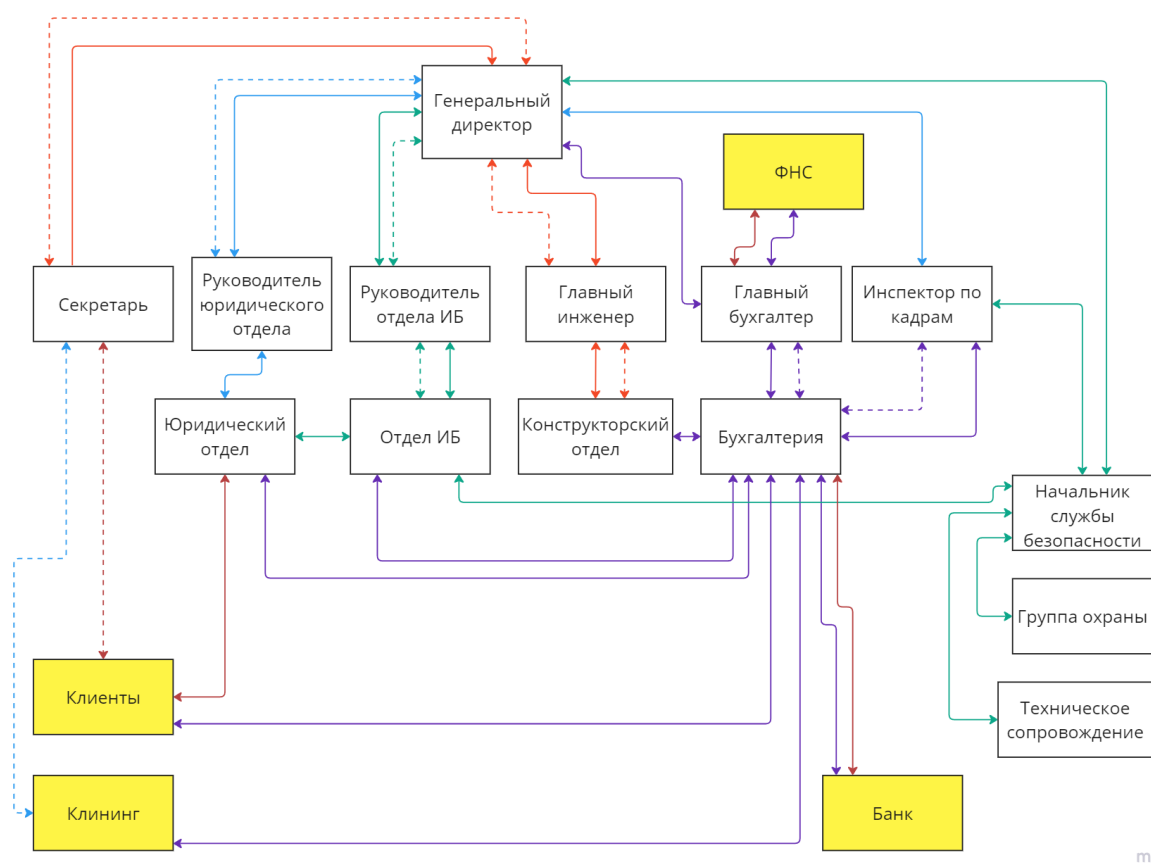 Генеральный
директор
ФНС
Секретарь
Руководитель
юридического
отдела
Руководитель
отдела ИБ
Главный
инженер
Главный
бухгалтер
Инспектор по
кадрам
Юридический
отдел
Отдел ИБ
Конструкторский
отдел
Бухгалтерия
Начальник
службы
безопасности
Группа охраны
Клиенты
Техническое
сопровождение
Клининг
Банк
m